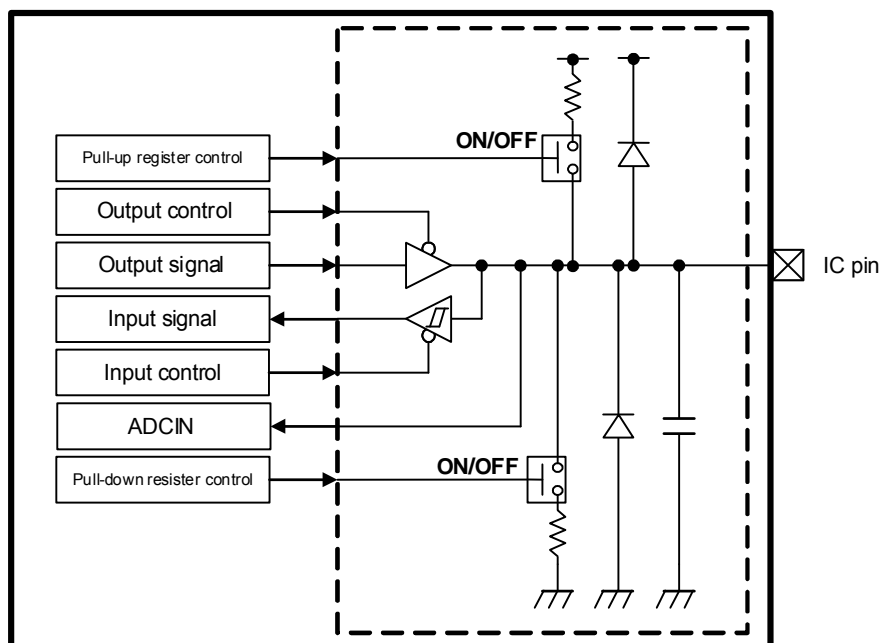 ON/OFF
Pull-up register control
Output control
Output signal
IC pin
Input signal
Input control
ADCIN
ON/OFF
Pull-down resister control